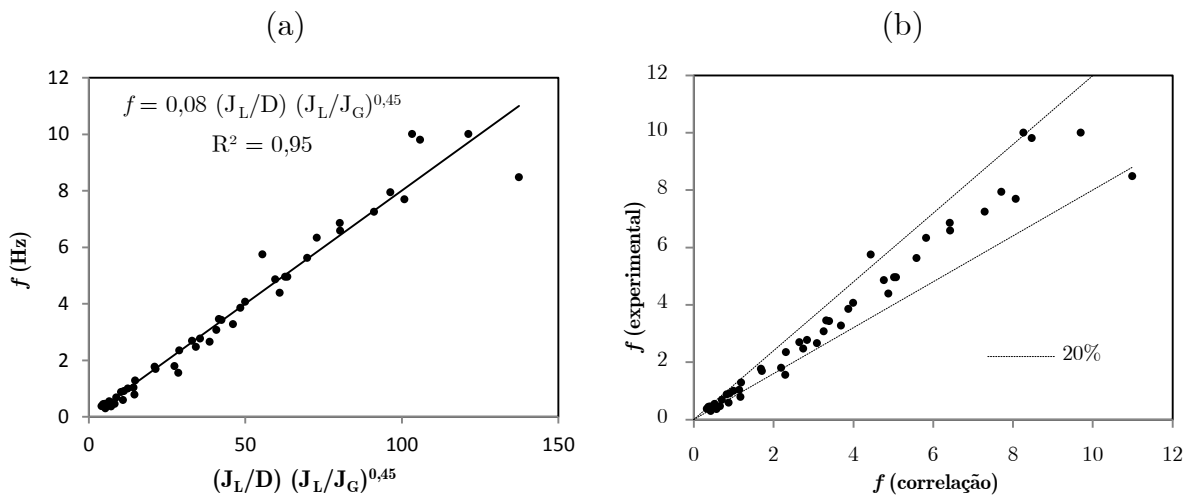 (a)
12
10
8
6
4
2
0
f (Hz)
f = 0,08 (J_L/D) (J_L/J_G)^0,45
R² = 0,95
0 50 100 150
(J_L/D) (J_L/J_G)^0,45
(b)
12
10
8
6
4
2
0
f (experimental)
20%
0 2 4 6 8 10 12
f (correlação)